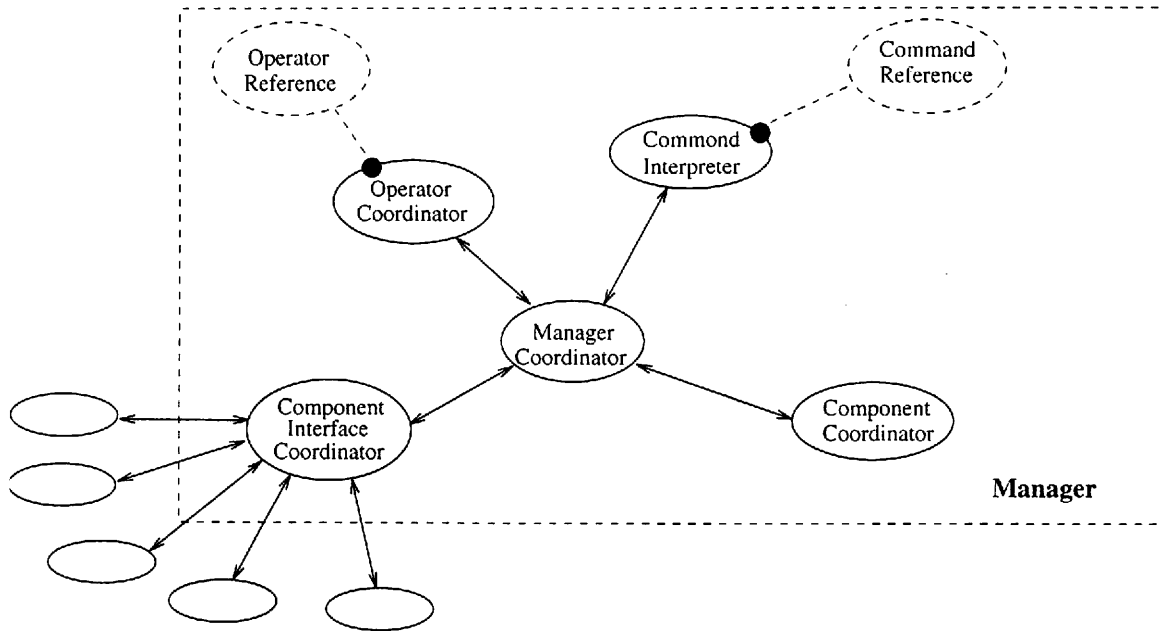 Operator
Reference
Command
Reference
Commond
Interpreter
Operator
Coordinator
Manager
Coordinator
Component
Interface
Coordinator
Component
Coordinator
Manager